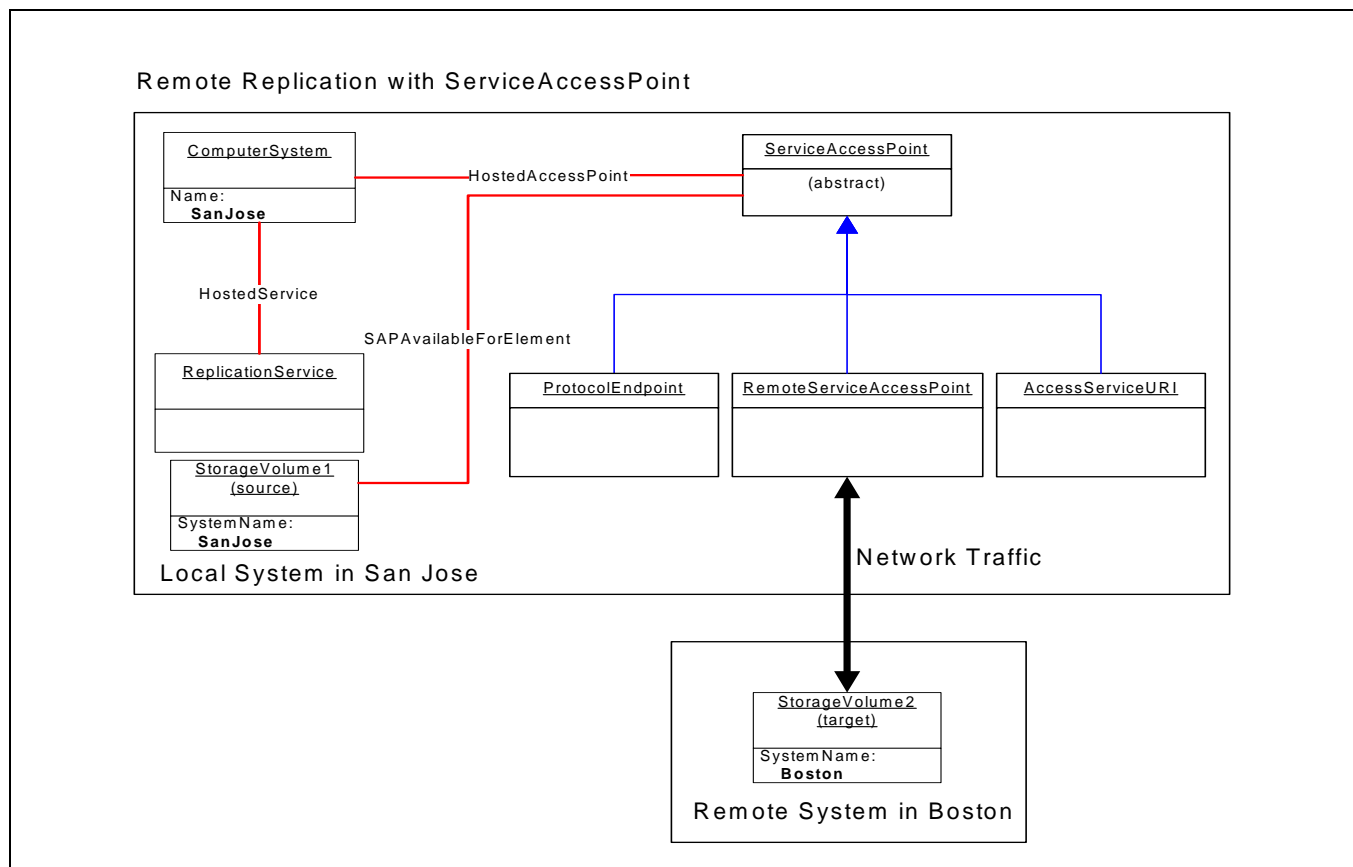 Remote Replication with ServiceAccessPoint
ComputerSystem
Name:
SanJose
HostedAccessPoint
ServiceAccessPoint
(abstract)
HostedService
SAPAvailableForElement
ReplicationService
ProtocolEndpoint
RemoteServiceAccessPoint
AccessServiceURI
StorageVolume1
(source)
SystemName:
SanJose
Local System in San Jose
Network Traffic
StorageVolume2
(target)
SystemName:
Boston
Remote System in Boston